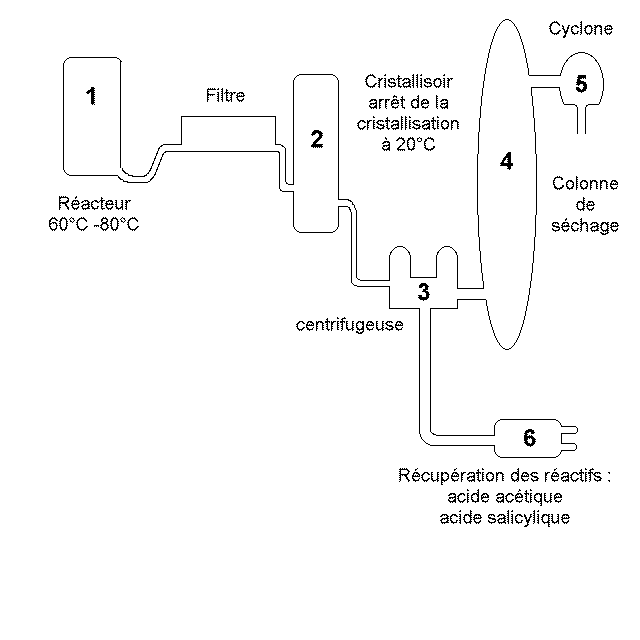 Cyclone
1
Filtre
Cristallisoir
arrêt de la
cristallisation
à 20°C
5
2
4
Réacteur
60°C -80°C
Colonne
de
séchage
3
centrifugeuse
6
Récupération des réactifs :
acide acétique
acide salicylique